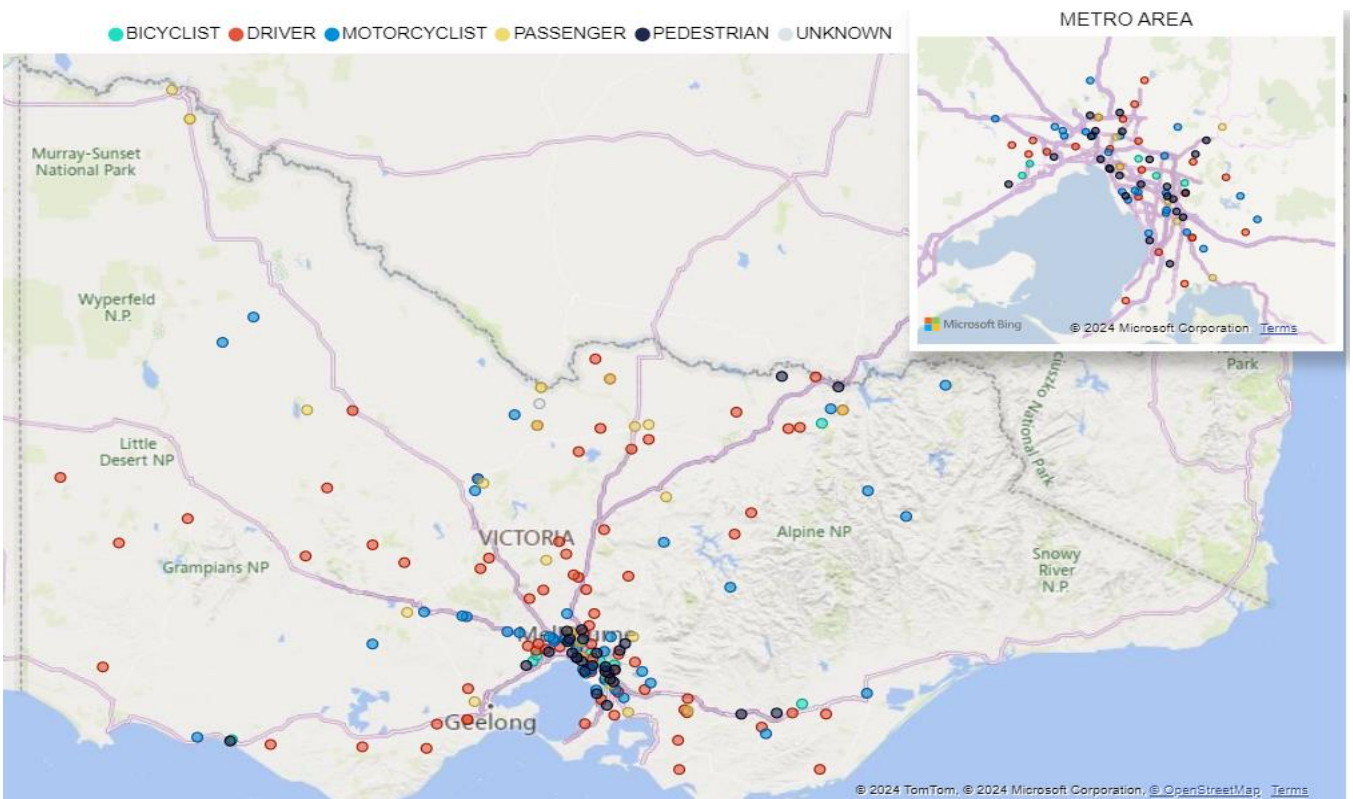 BICYCLIST DRIVER MOTORCYCLIST PASSENGER PEDESTRIAN UNKNOWN
METRO AREA
Microsoft Bing
© 2024 Microsoft Corporation Terms
Murray-Sunset
National Park
Wyperfeld
N.P.
Little
Desert NP
Grampians NP
VICTORIA
Alpine NP
Snowy
River
N.P.
National Park
Park
Melbourne
Geelong
© 2024 TomTom, © 2024 Microsoft Corporation, © OpenStreetMap Terms